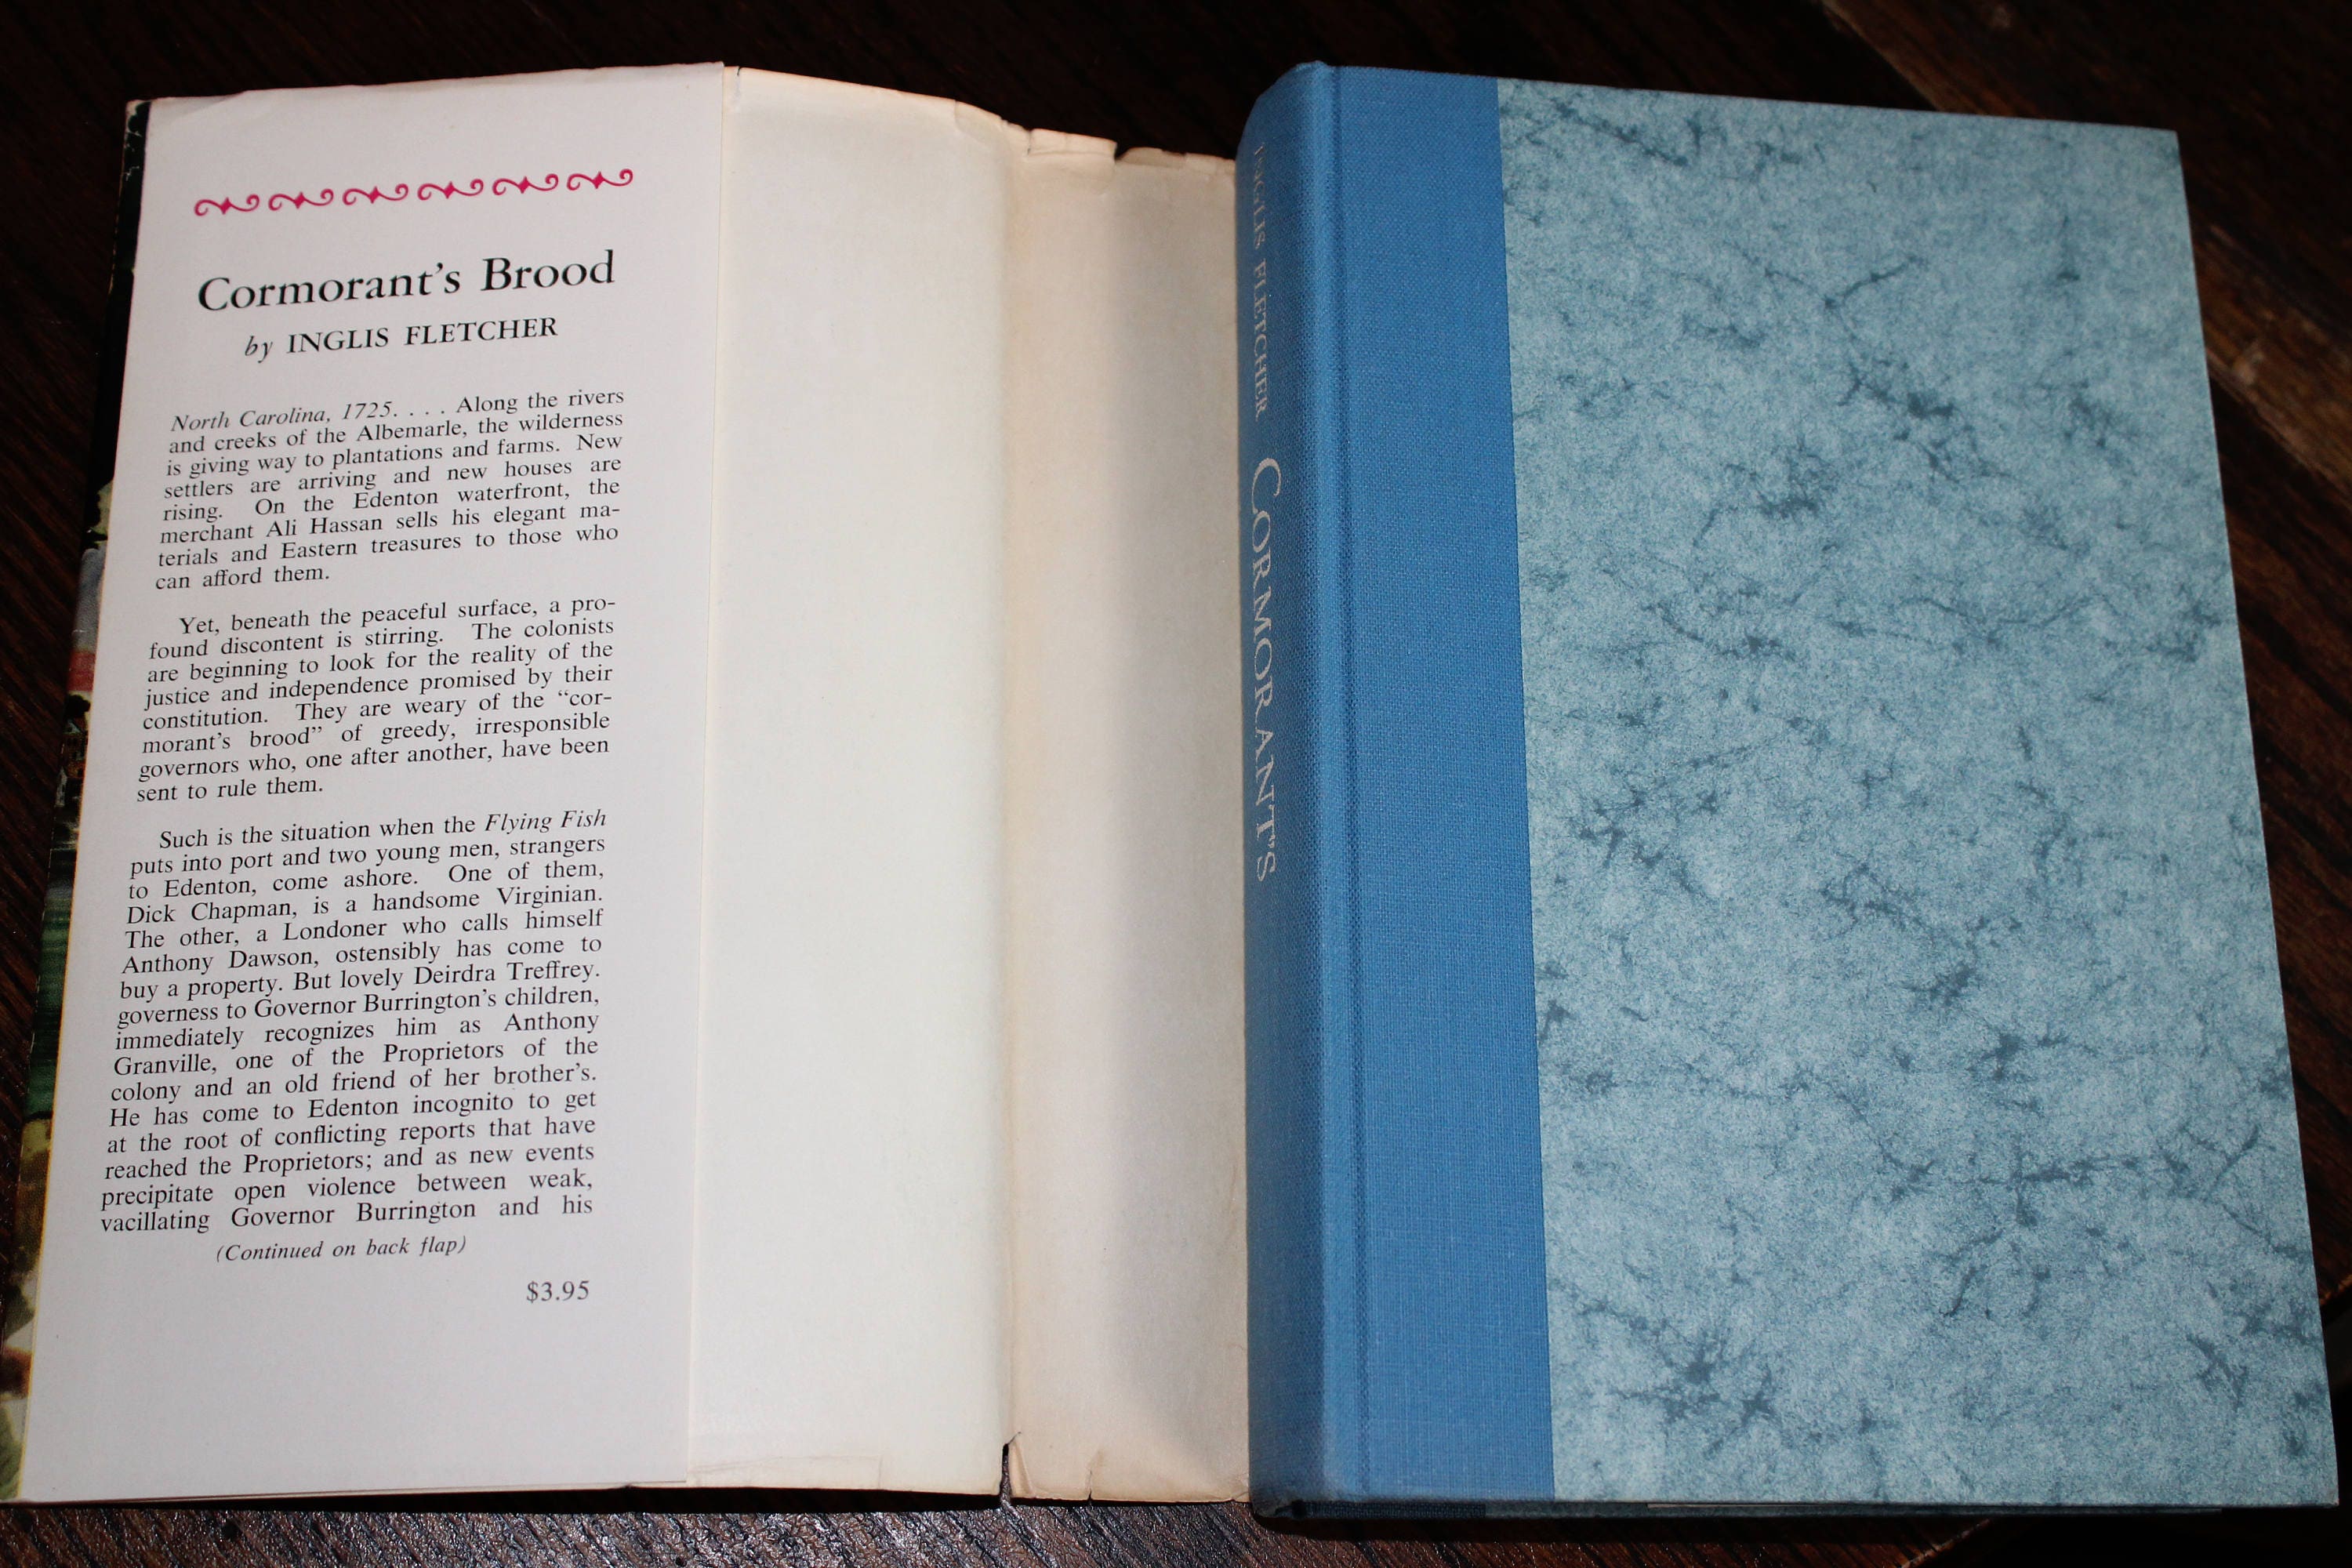 Cormorant's Brood
by INGLIS FLETCHER
North Carolina, 1725. . . . Along the rivers
and creeks of the Albemarle, the wilderness
is giving way to plantations and farms. New
settlers are arriving and new houses are
rising. On the Edenton waterfront, the
merchant Ali Hassan sells his elegant ma-
terials and Eastern treasures to those who
can afford them.
Yet, beneath the peaceful surface, a pro-
found discontent is stirring. The colonists
are beginning to look for the reality of the
justice and independence promised by their
constitution. They are weary of the “cor-
morant's brood” of greedy, irresponsible
governors who, one after another, have been
sent to rule them.
Such is the situation when the Flying Fish
puts into port and two young men, strangers
to Edenton, come ashore. One of them,
Dick Chapman, is a handsome Virginian.
The other, a Londoner who calls himself
Anthony Dawson, ostensibly has come to
buy a property. But lovely Deirdra Treffrey.
governess to Governor Burrington's children,
immediately recognizes him as Anthony
Granville, one of the Proprietors of the
colony and an old friend of her brother's.
He has come to Edenton incognito to get
at the root of conflicting reports that have
reached the Proprietors; and as new events
precipitate open violence between weak,
vacillating Governor Burrington and his
(Continued on back flap)
$3.95
INGLIS FLETCHER CORMORANT'S